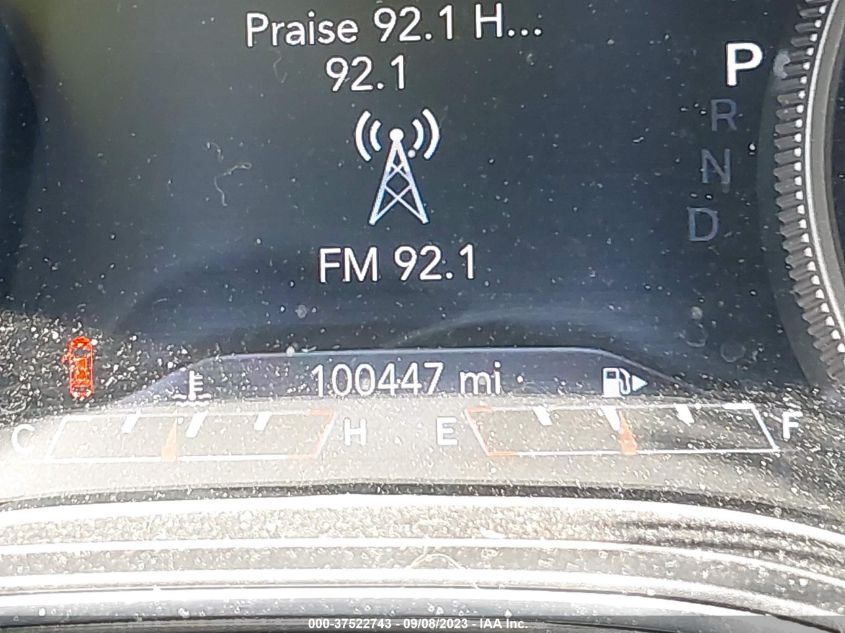 Praise 92.1 H...
92.1
P
R
N
D
FM 92.1
100447 mi
C H E F
000-37522743 - 09/08/2023 - IAA Inc.